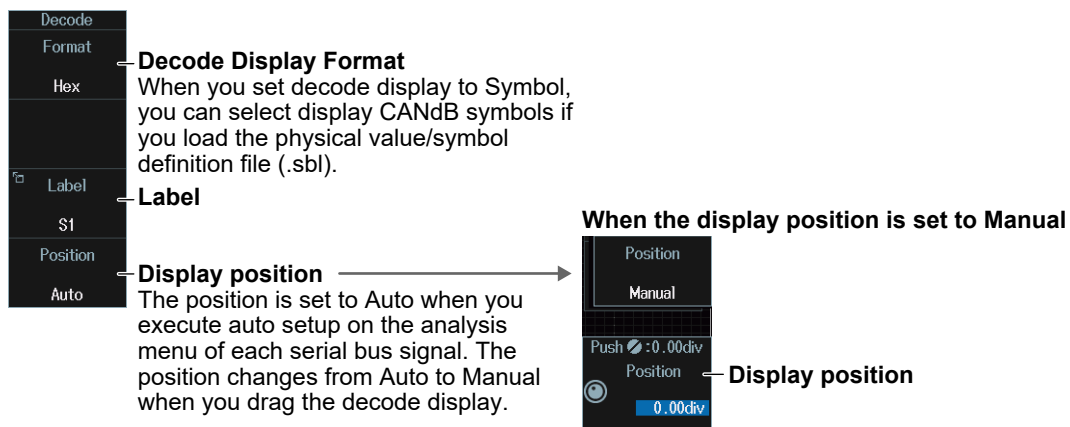 Decode
Format
Hex
Decode Display Format
When you set decode display to Symbol,
you can select display CANdB symbols if
you load the physical value/symbol
definition file (.sbl).
Label
S1
Label
Position
Auto
Display position
The position is set to Auto when you
execute auto setup on the analysis
menu of each serial bus signal. The
position changes from Auto to Manual
when you drag the decode display.
When the display position is set to Manual
Position
Manual
Push :0.00div
Position
0.00div
Display position